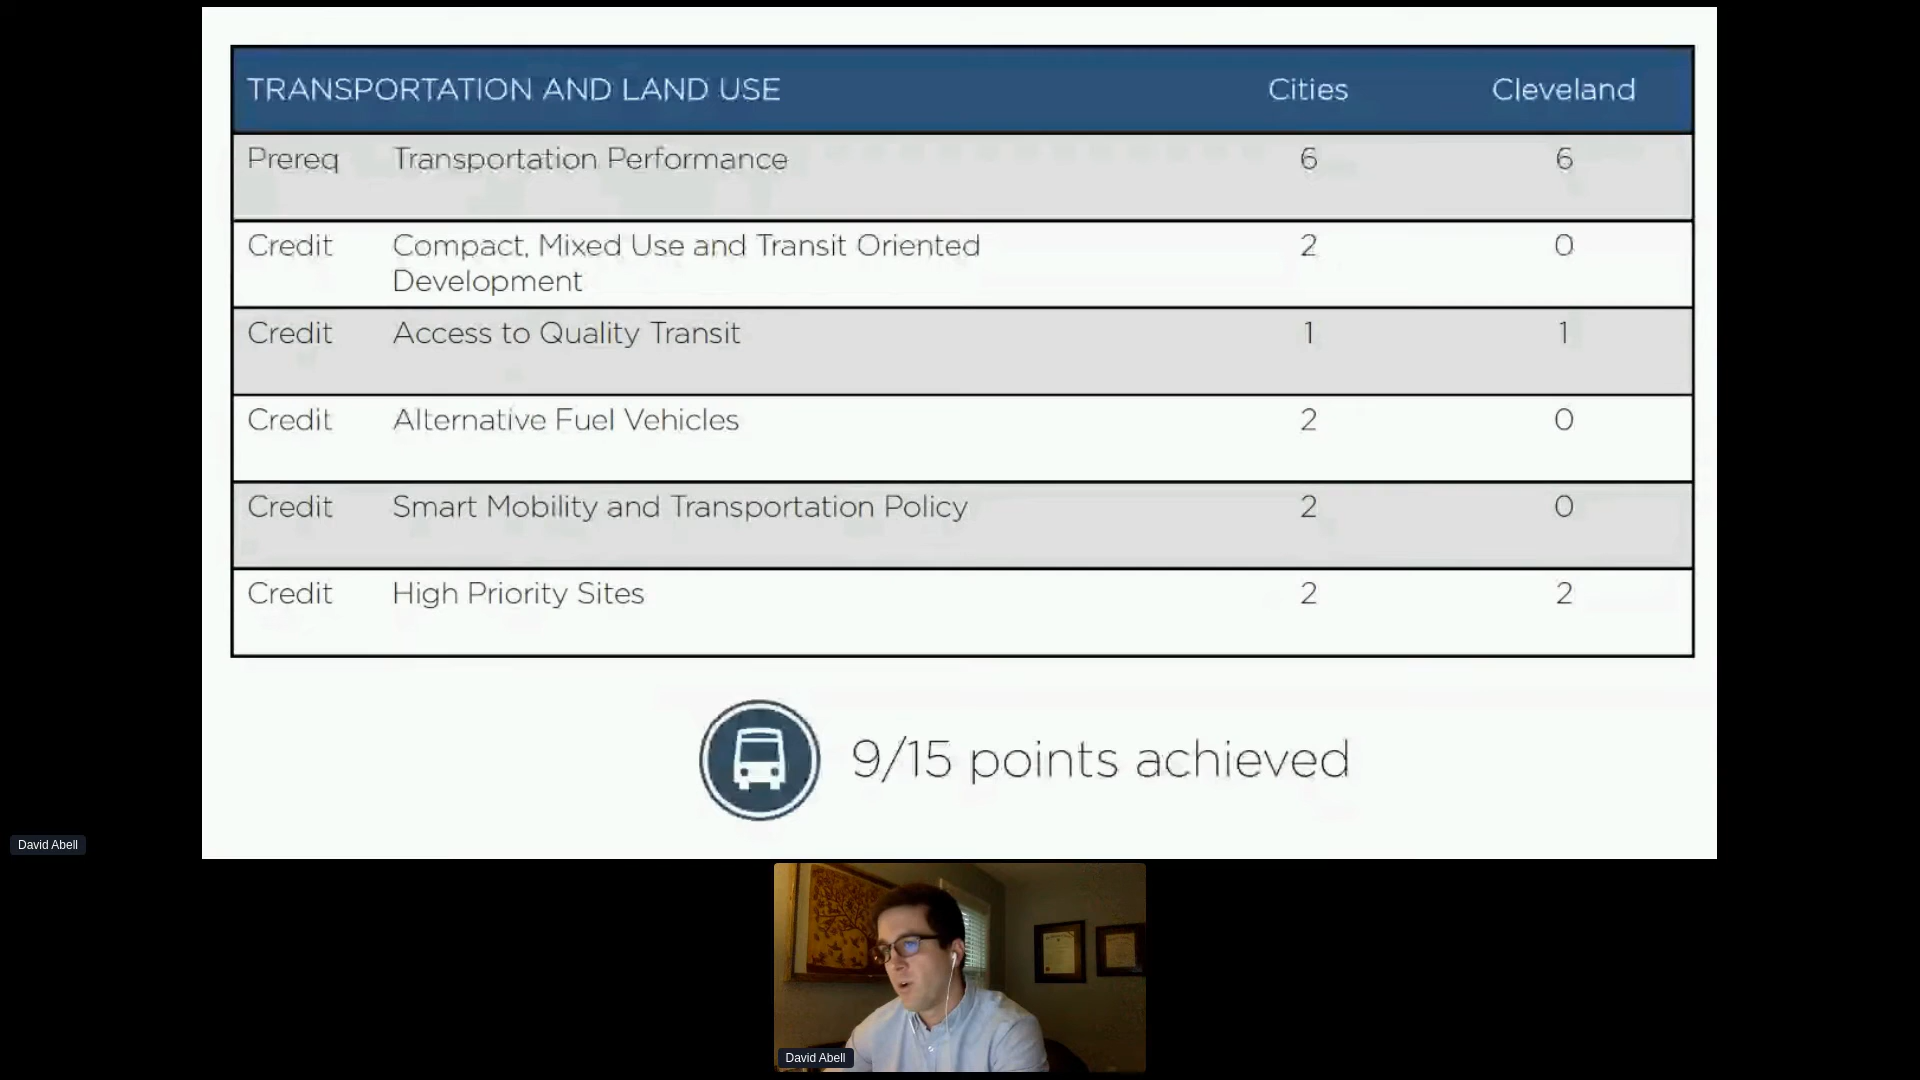 TRANSPORTATION AND LAND USE Cities Cleveland
Prereq Transportation Performance 6 6
Credit Compact, Mixed Use and Transit Oriented 2 0
Development
Credit Access to Quality Transit 1 1
Credit Alternative Fuel Vehicles 2 0
Credit Smart Mobility and Transportation Policy 2 0
Credit High Priority Sites 2 2
9/15 points achieved
David Abell
David Abell